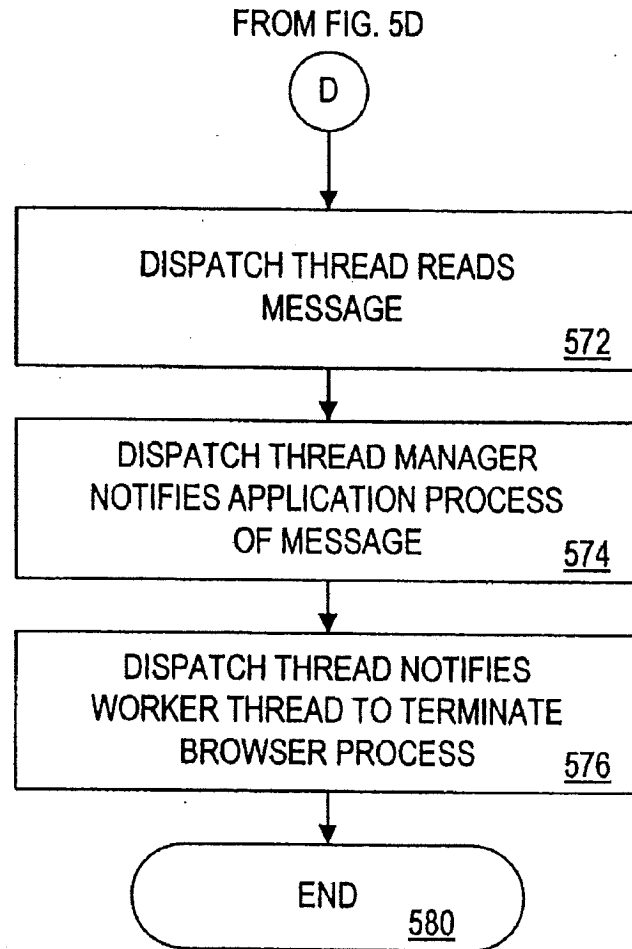 FROM FIG. 5D
D
DISPATCH THREAD READS
MESSAGE
572
DISPATCH THREAD MANAGER
NOTIFIES APPLICATION PROCESS
OF MESSAGE
574
DISPATCH THREAD NOTIFIES
WORKER THREAD TO TERMINATE
BROWSER PROCESS
576
END
580